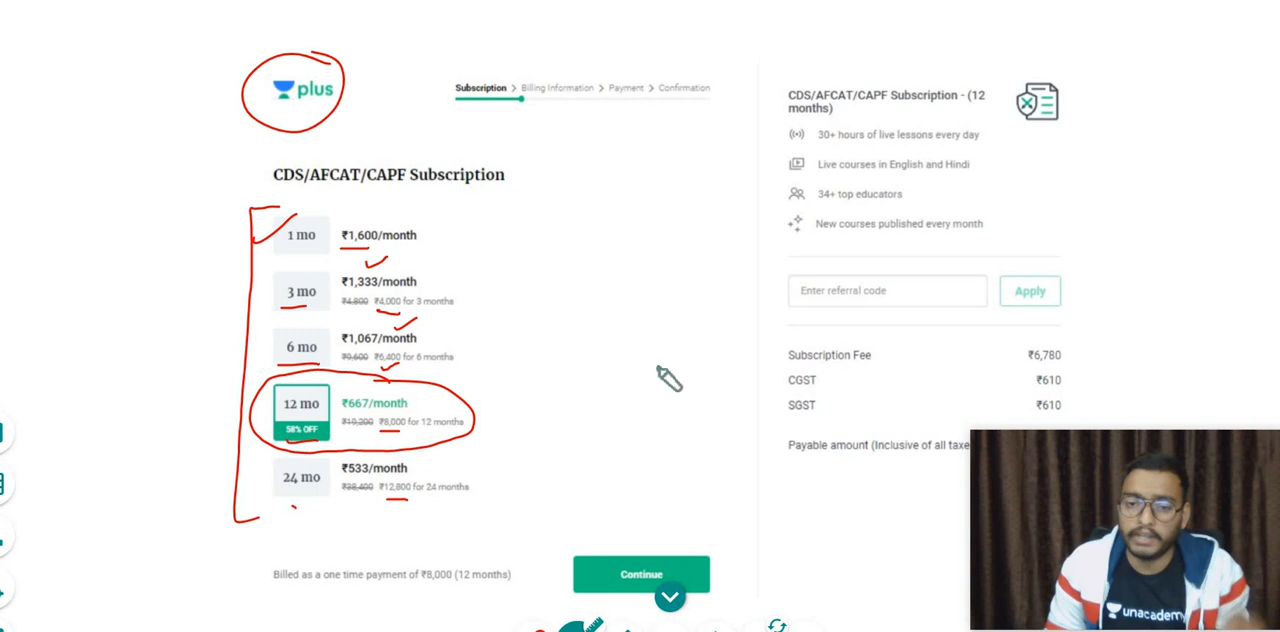 plus
Subscription > Billing Information > Payment > Confirmation
CDS/AFCAT/CAPF Subscription
1 mo
₹1,600/month
3 mo
₹1,333/month
₹4,800 ₹4,000 for 3 months
6 mo
₹1,067/month
₹9,600 ₹6,400 for 6 months
12 mo
58% OFF
₹667/month
₹19,200 ₹8,000 for 12 months
24 mo
₹533/month
₹38,400 ₹12,800 for 24 months
Billed as a one time payment of ₹8,000 (12 months)
Continue
CDS/AFCAT/CAPF Subscription - (12
months)
30+ hours of live lessons every day
Live courses in English and Hindi
34+ top educators
New courses published every month
Enter referral code
Apply
Subscription Fee ₹6,780
CGST ₹610
SGST ₹610
Payable amount (Inclusive of all taxe
unacademy